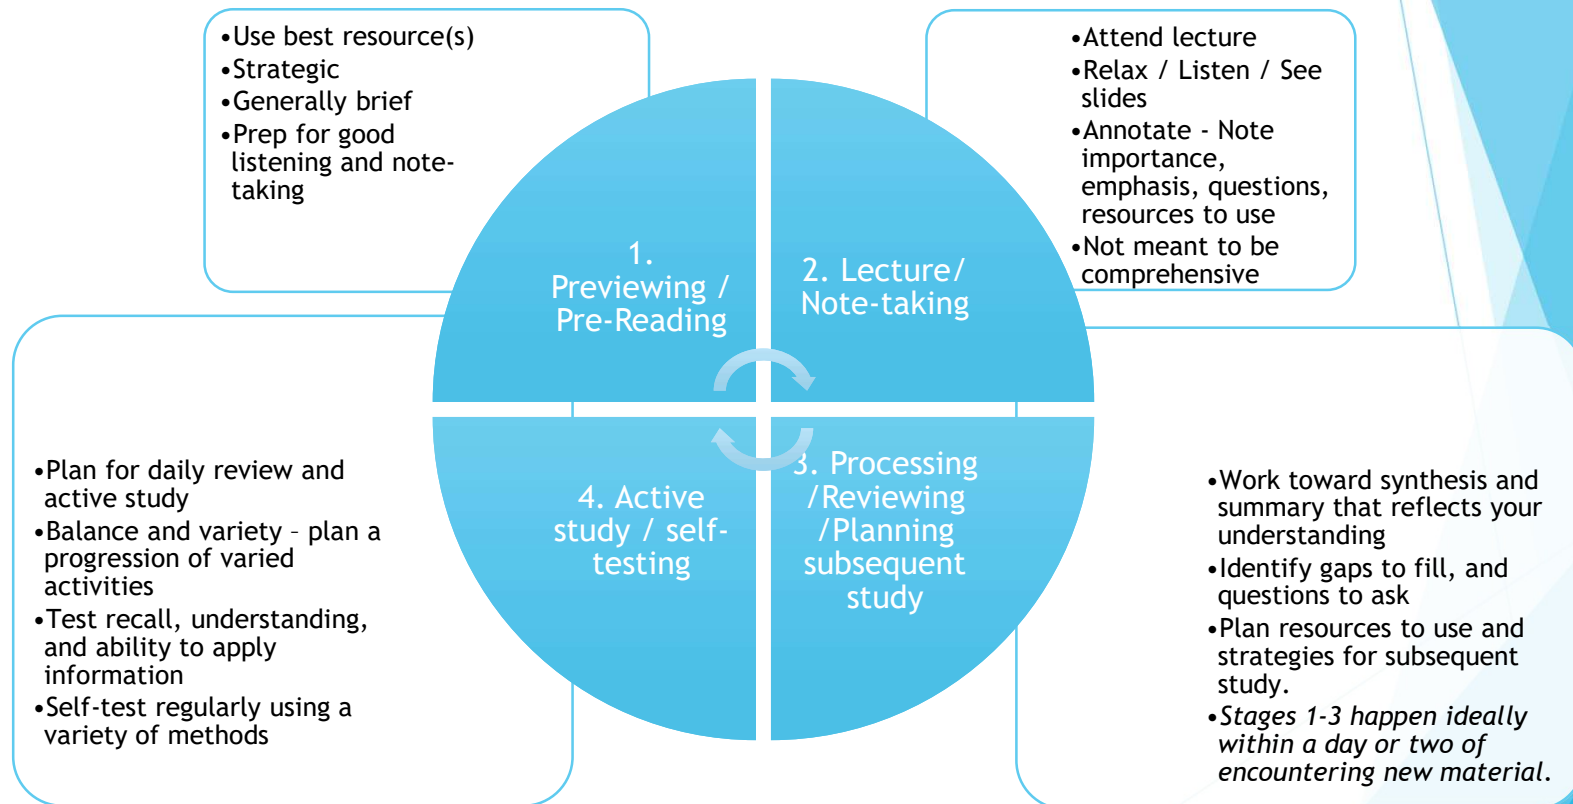 •Use best resource(s)
•Strategic
•Generally brief
•Prep for good
listening and note-
taking
•Attend lecture
•Relax / Listen / See
slides
•Annotate - Note
importance,
emphasis, questions,
resources to use
•Not meant to be
comprehensive
1.
Previewing /
Pre-Reading
2. Lecture/
Note-taking
3. Processing
/Reviewing
/Planning
subsequent
study
4. Active
study / self-
testing
•Plan for daily review and
active study
•Balance and variety – plan a
progression of varied
activities
•Test recall, understanding,
and ability to apply
information
•Self-test regularly using a
variety of methods
•Work toward synthesis and
summary that reflects your
understanding
•Identify gaps to fill, and
questions to ask
•Plan resources to use and
strategies for subsequent
study.
•Stages 1-3 happen ideally
within a day or two of
encountering new material.